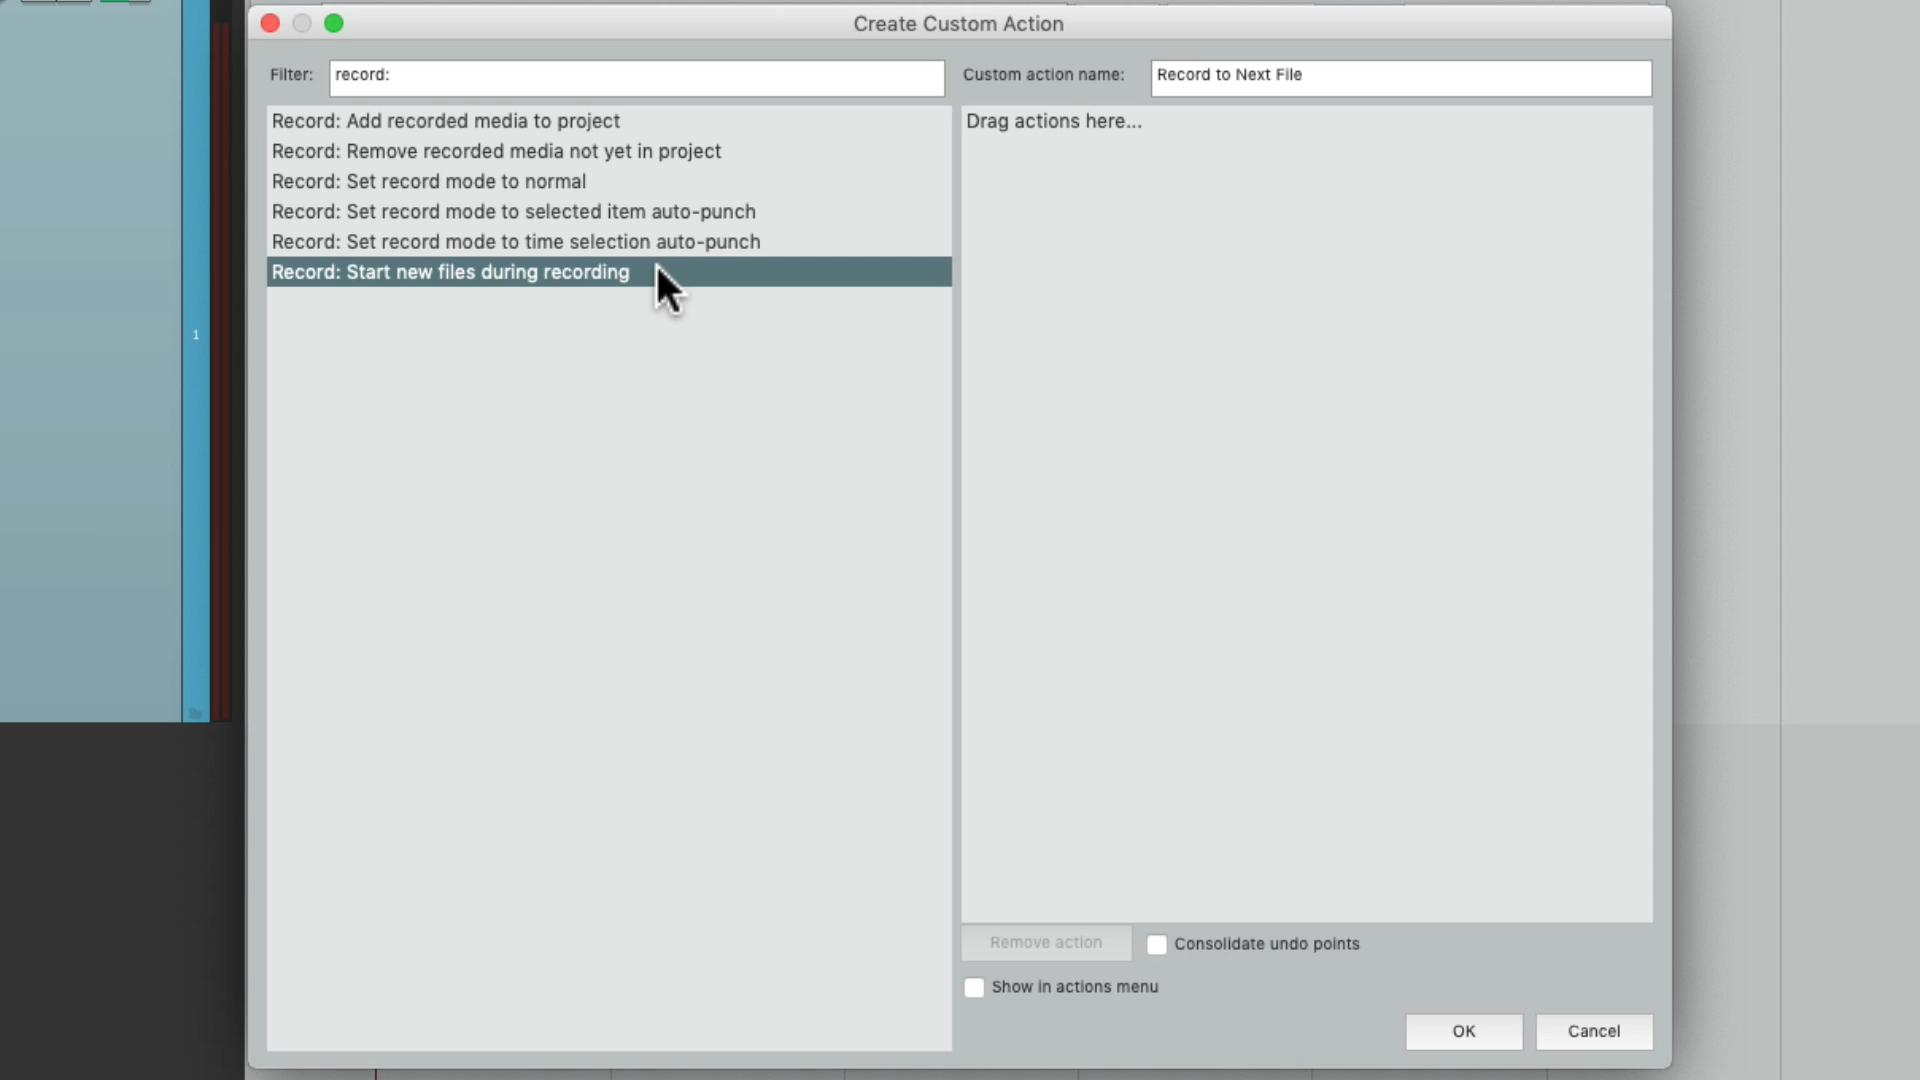 Create Custom Action
Filter:
record:
Custom action name:
Record to Next File
Record: Add recorded media to project
Record: Remove recorded media not yet in project
Record: Set record mode to normal
Record: Set record mode to selected item auto-punch
Record: Set record mode to time selection auto-punch
Record: Start new files during recording
Drag actions here...
1
Remove action
Consolidate undo points
Show in actions menu
OK
Cancel